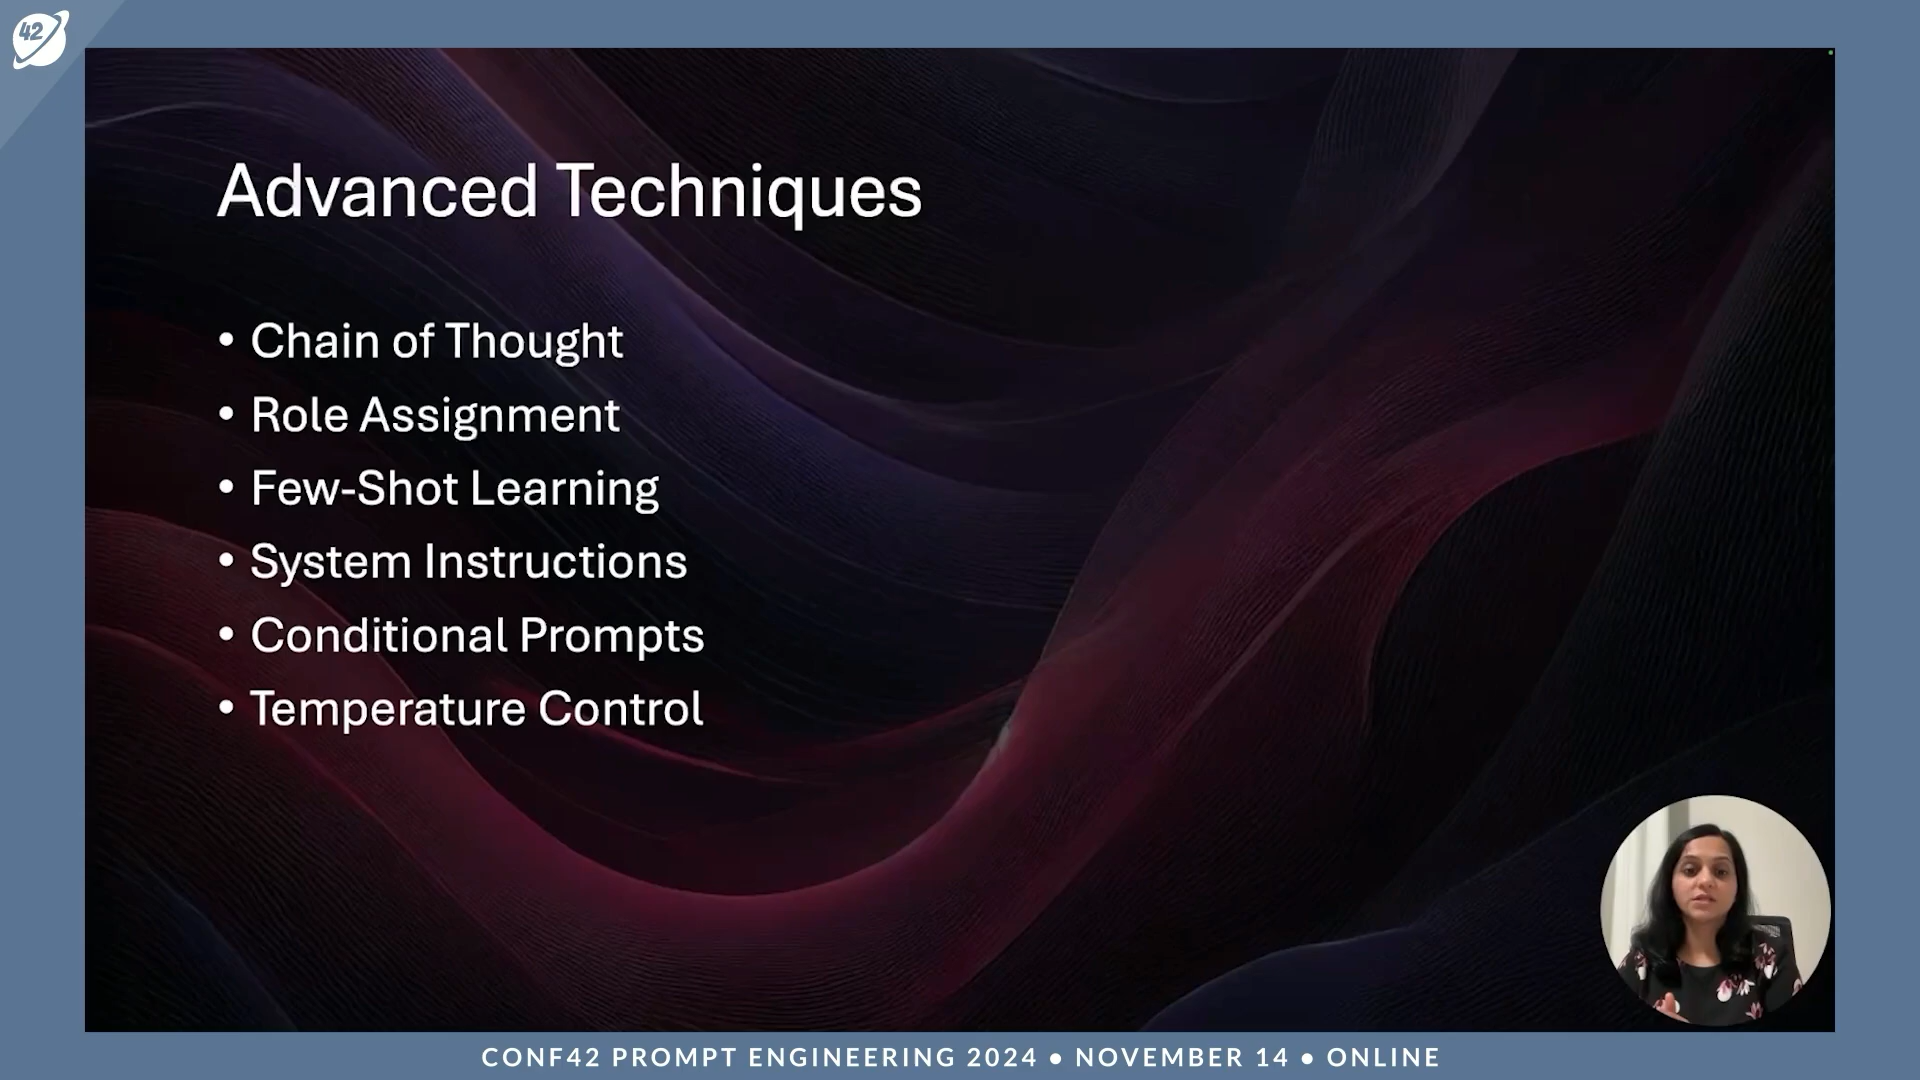 42
Advanced Techniques
• Chain of Thought
• Role Assignment
• Few-Shot Learning
• System Instructions
• Conditional Prompts
• Temperature Control
CONF42 PROMPT ENGINEERING 2024 • NOVEMBER 14 • ONLINE